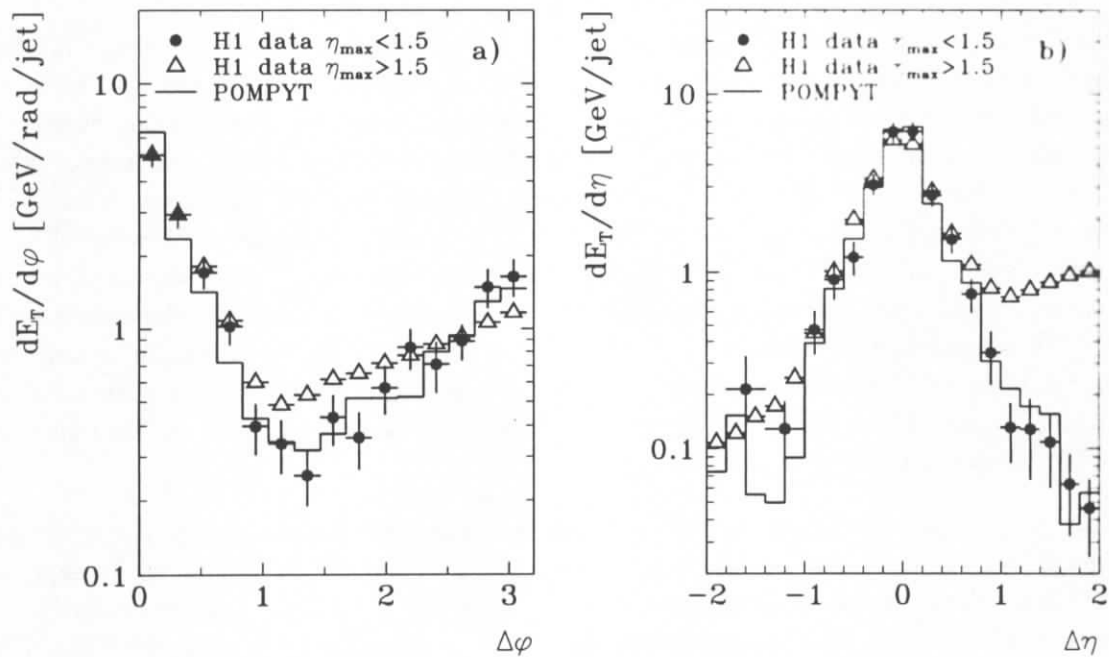 H1 data η_max<1.5
H1 data η_max>1.5
POMPYT
a)
dE_T/dφ [GeV/rad/jet]
10
1
0.1
0 1 2 3
Δφ
H1 data η_max<1.5
H1 data η_max>1.5
POMPYT
b)
dE_T/dη [GeV/jet]
10
1
0.1
−2 −1 0 1 2
Δη